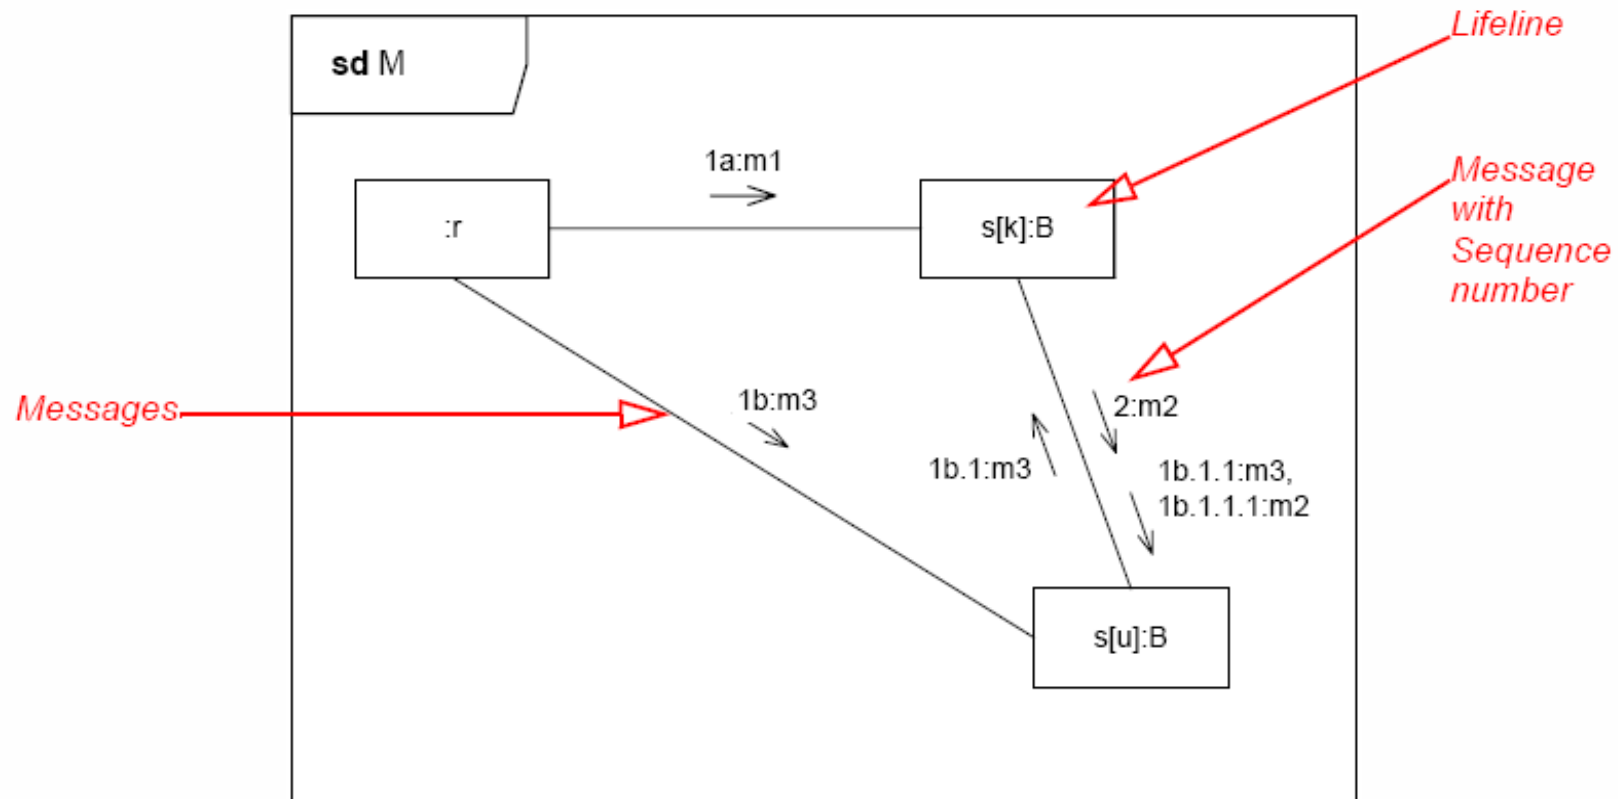 Lifeline
sd M
1a:m1
Message
with
Sequence
number
:r
s[k]:B
Messages
1b:m3
2:m2
1b.1:m3
1b.1.1:m3,
1b.1.1.1:m2
s[u]:B